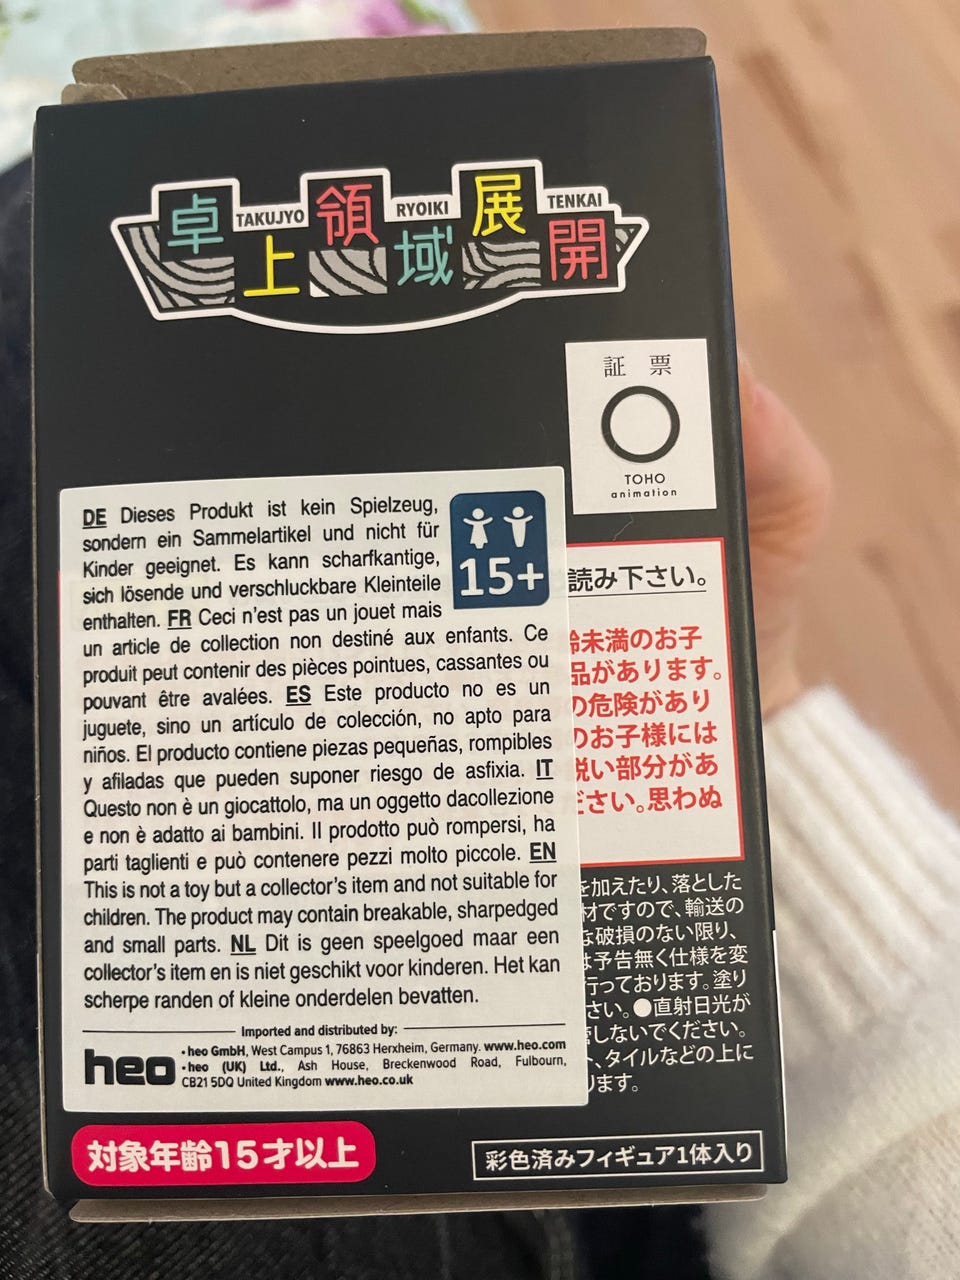 卓上領域展開
TAKUJYO RYOIKI TENKAI
証 票
TOHO
animation
DE Dieses Produkt ist kein Spielzeug,
sondern ein Sammelartikel und nicht für
Kinder geeignet. Es kann scharfkantige,
sich lösende und verschluckbare Kleinteile
enthalten. FR Ceci n'est pas un jouet mais
un article de collection non destiné aux enfants. Ce
produit peut contenir des pièces pointues, cassantes ou
pouvant être avalées. ES Este producto no es un
juguete, sino un artículo de colección, no apto para
niños. El producto contiene piezas pequeñas, rompibles
y afiladas que pueden suponer riesgo de asfixia. IT
Questo non è un giocattolo, ma un oggetto dacollezione
e non è adatto ai bambini. Il prodotto può rompersi, ha
parti taglienti e può contenere pezzi molto piccole. EN
This is not a toy but a collector's item and not suitable for
children. The product may contain breakable, sharpedged
and small parts. NL Dit is geen speelgoed maar een
collector's item en is niet geschikt voor kinderen. Het kan
scherpe randen of kleine onderdelen bevatten.
15+
Imported and distributed by:
heo
• heo GmbH, West Campus 1, 76863 Herxheim, Germany. www.heo.com
• heo (UK) Ltd., Ash House, Breckenwood Road, Fulbourn,
CB21 5DQ United Kingdom www.heo.co.uk
読み下さい。
齢未満のお子
品があります。
の危険があり
のお子様には
鋭い部分があ
ださい。思わぬ
を加えたり、落とした
材ですので、輸送の
な破損のない限り、
は予告無く仕様を変
行っております。塗り
さい。●直射日光が
しないでください。
、タイルなどの上に
ります。
対象年齢15才以上
彩色済みフィギュア1体入り